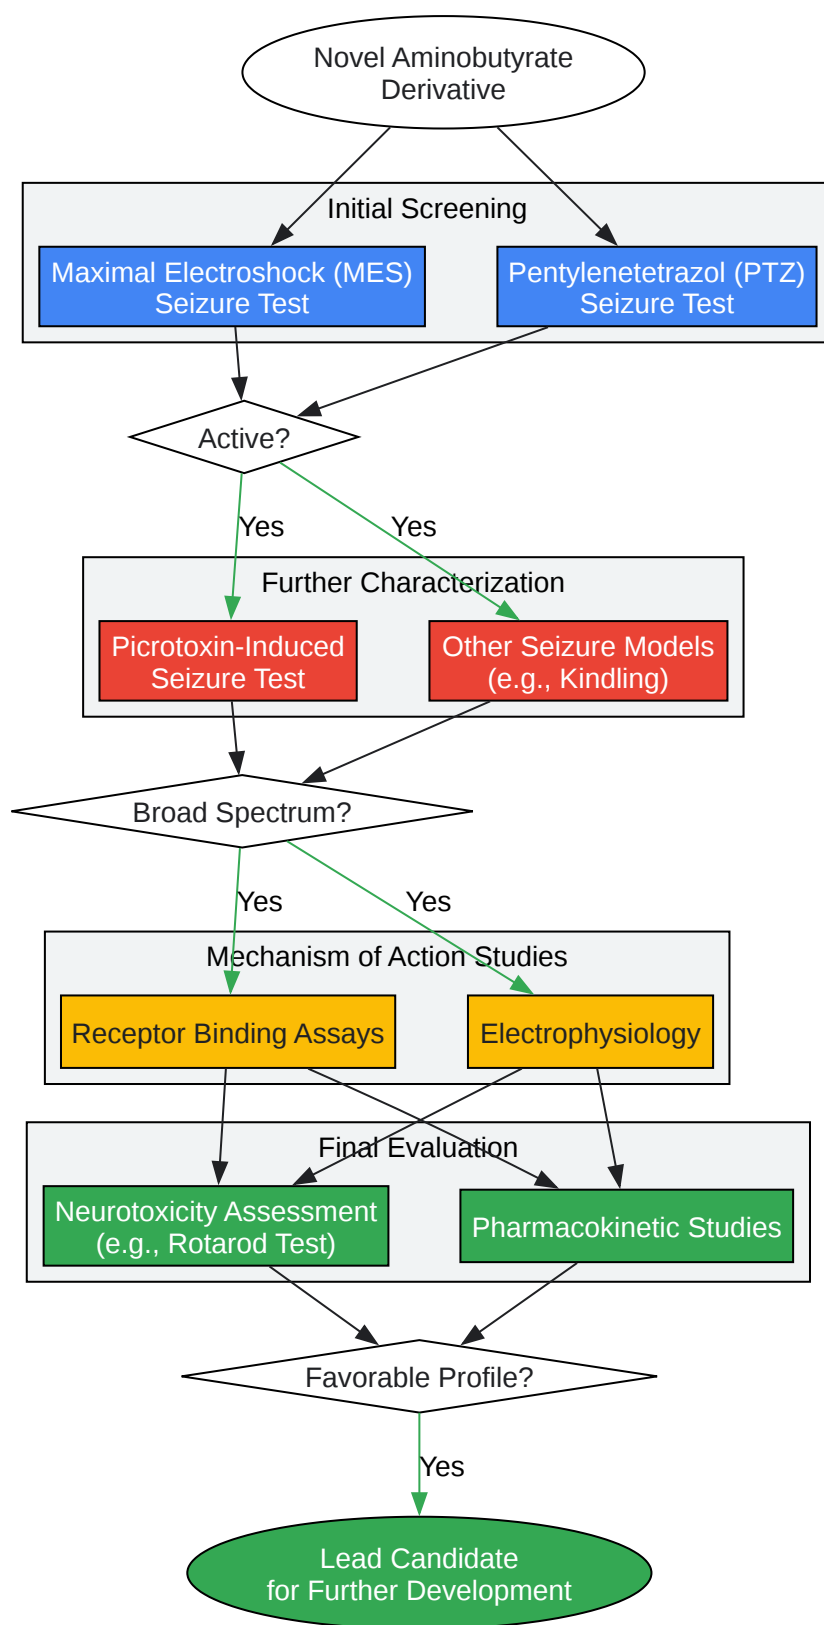 Novel Aminobutyrate
Derivative
Initial Screening
Maximal Electroshock (MES)
Seizure Test
Pentylenetetrazol (PTZ)
Seizure Test
Active?
Yes
Yes
Further Characterization
Picrotoxin-Induced
Seizure Test
Other Seizure Models
(e.g., Kindling)
Broad Spectrum?
Yes
Yes
Mechanism of Action Studies
Receptor Binding Assays
Electrophysiology
Final Evaluation
Neurotoxicity Assessment
(e.g., Rotarod Test)
Pharmacokinetic Studies
Favorable Profile?
Yes
Lead Candidate
for Further Development